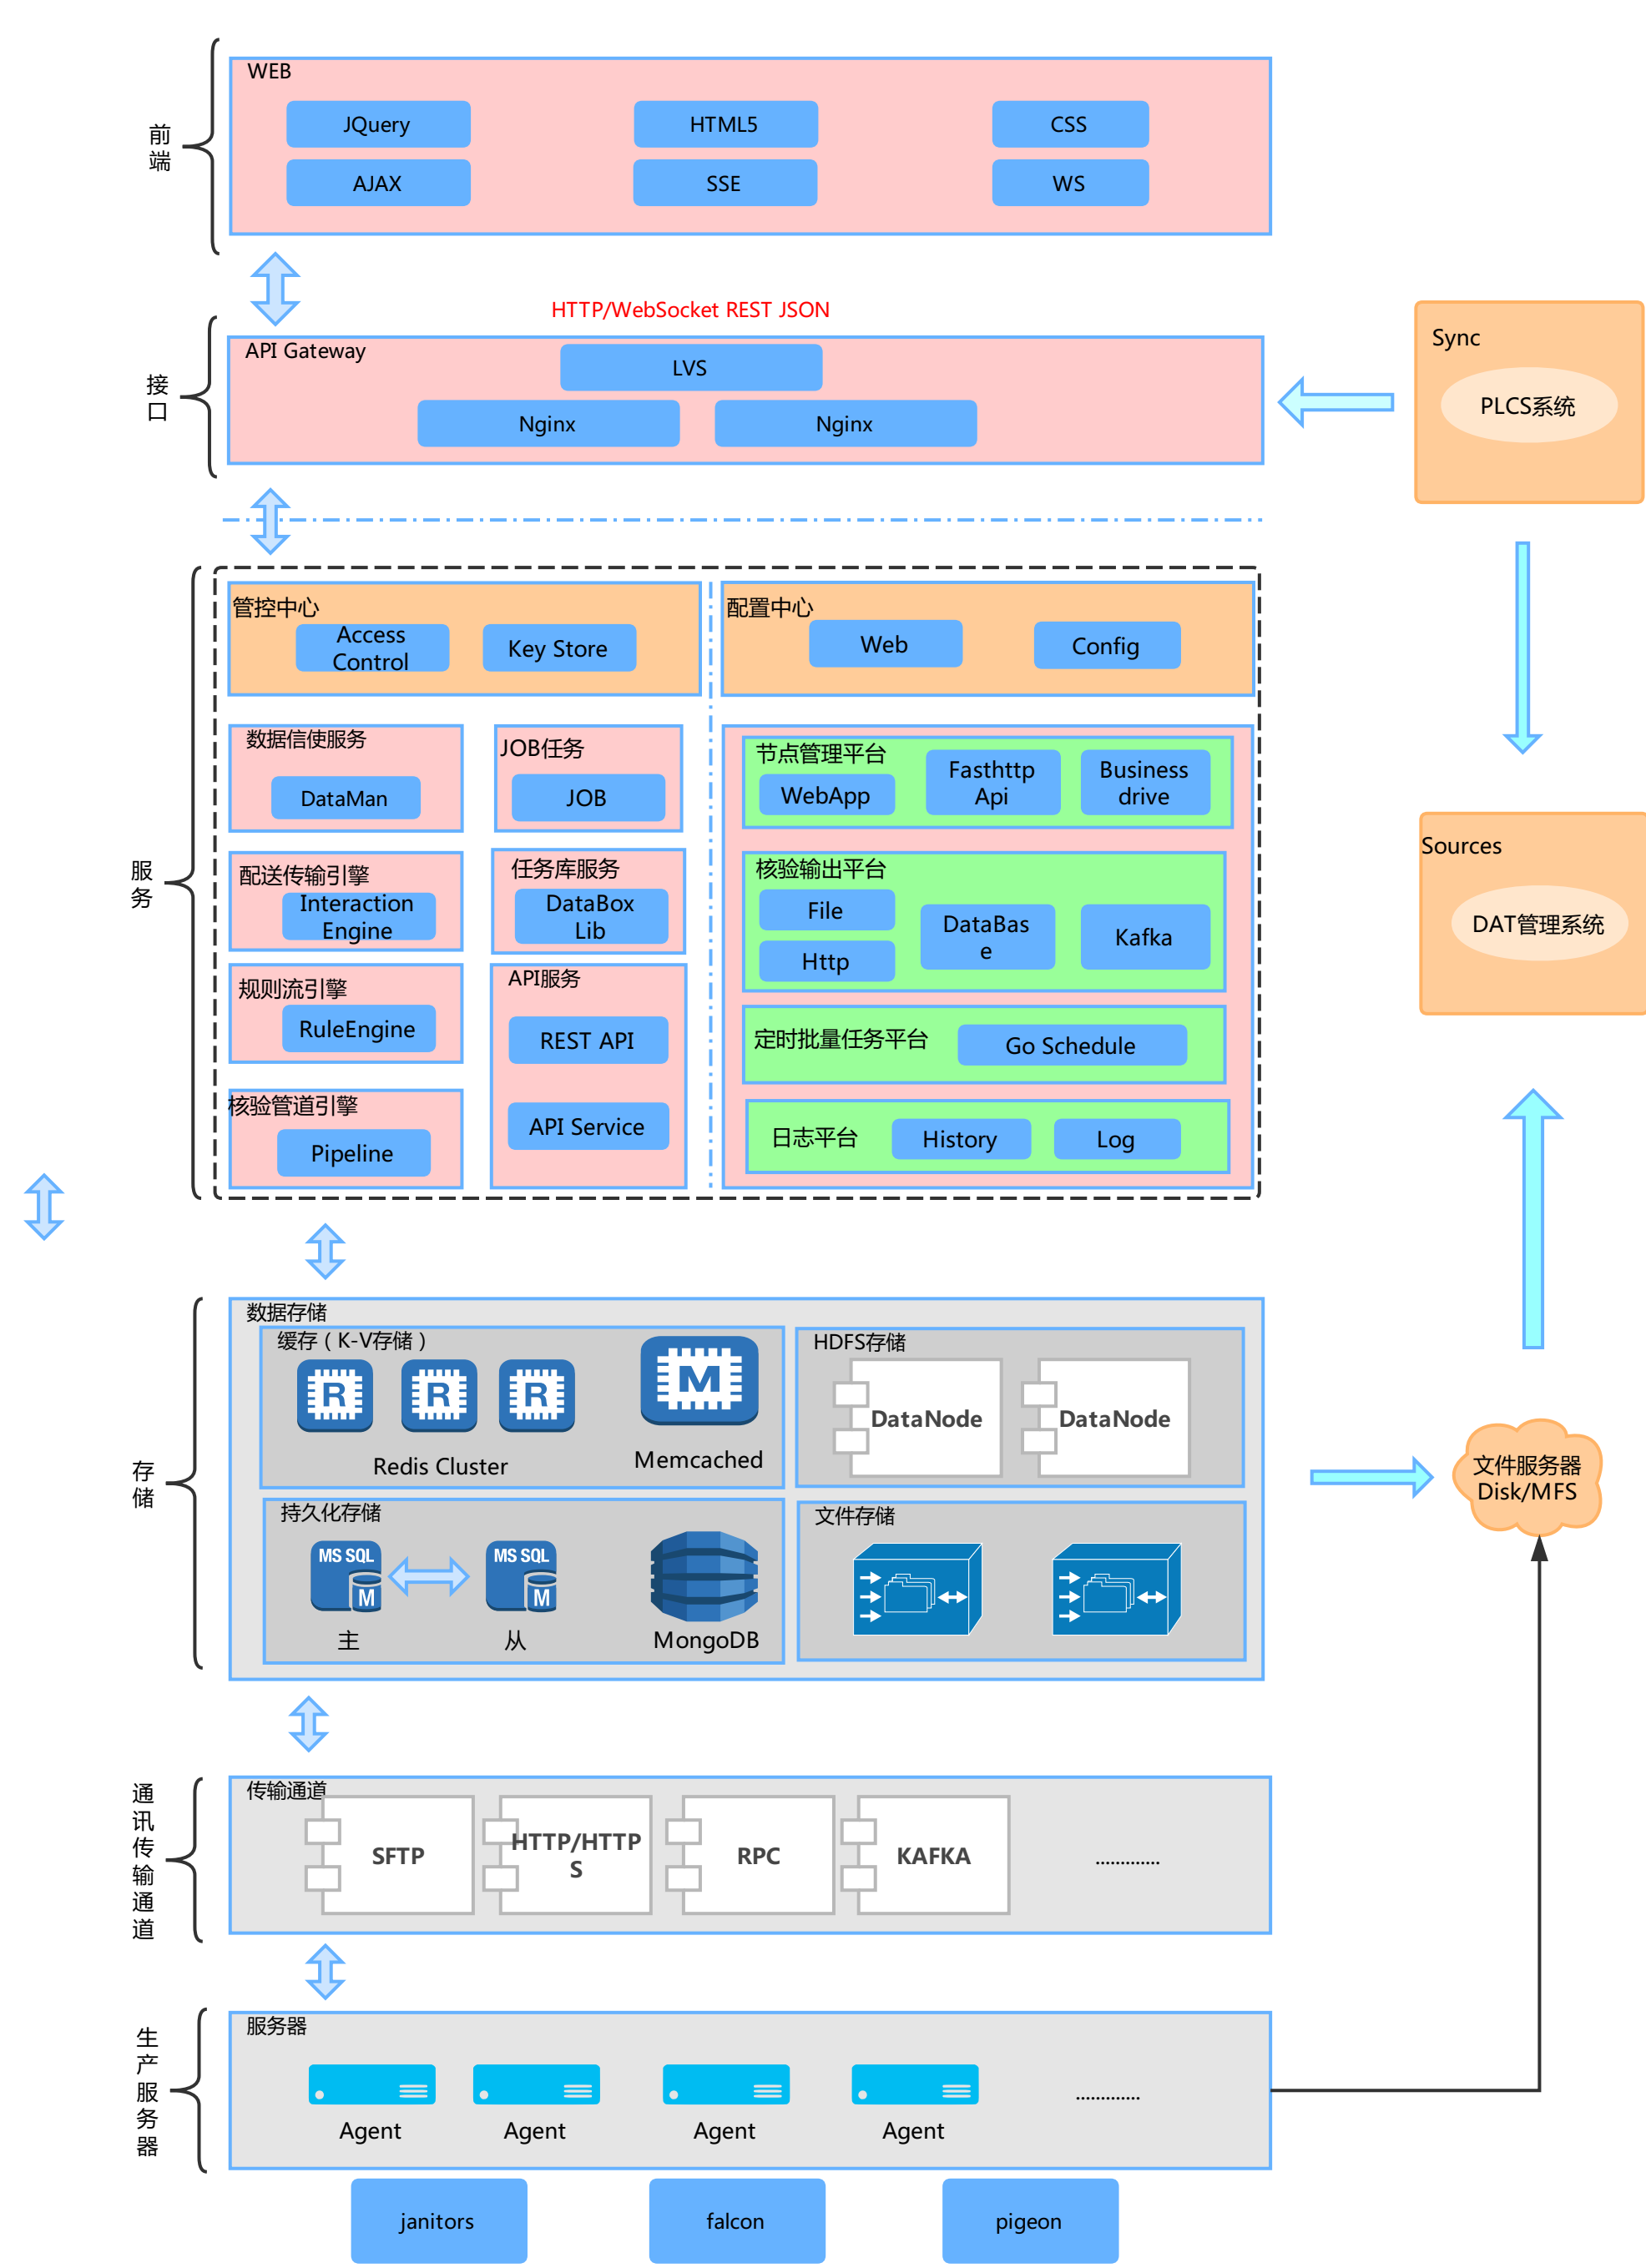 前
端
WEB
JQuery
HTML5
CSS
AJAX
SSE
WS
HTTP/WebSocket REST JSON
接
口
API Gateway
LVS
Nginx
Nginx
Sync
PLCS系统
服
务
管控中心
Access
Control
Key Store
配置中心
Web
Config
数据信使服务
DataMan
JOB任务
JOB
配送传输引擎
Interaction
Engine
任务库服务
DataBox
Lib
规则流引擎
RuleEngine
API服务
REST API
API Service
核验管道引擎
Pipeline
节点管理平台
WebApp
Fasthttp
Api
Business
drive
核验输出平台
File
Http
DataBas
e
Kafka
定时批量任务平台
Go Schedule
日志平台
History
Log
Sources
DAT管理系统
存
储
数据存储
缓存（K-V存储）
R
R
R
Redis Cluster
M
Memcached
HDFS存储
DataNode
DataNode
持久化存储
MS SQL
M
主
MS SQL
M
从
MongoDB
文件存储
文件服务器
Disk/MFS
通
讯
传
输
通
道
传输通道
SFTP
HTTP/HTTP
S
RPC
KAFKA
.............
生
产
服
务
器
服务器
Agent
Agent
Agent
Agent
.............
janitors
falcon
pigeon